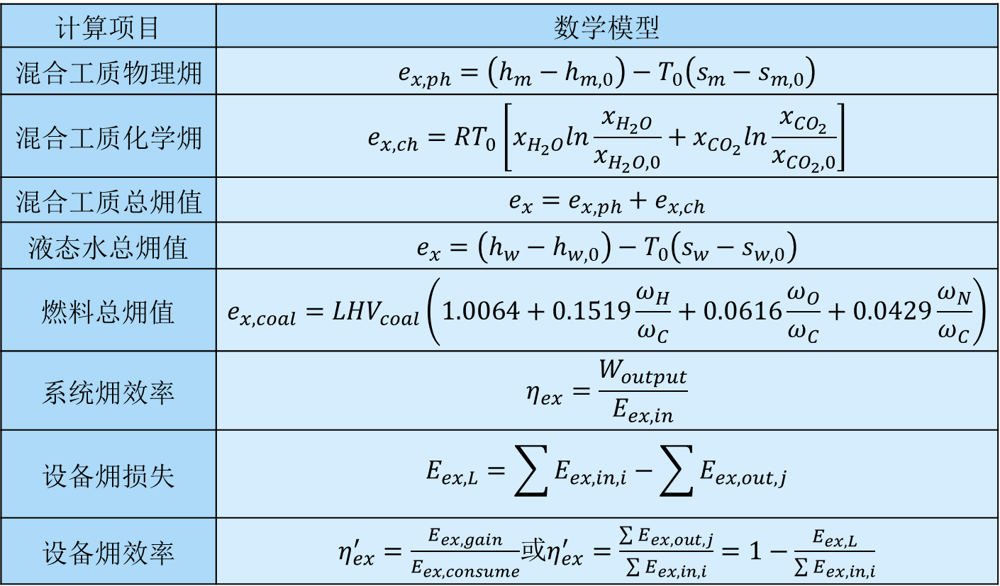 计算项目 数学模型
混合工质物理㶲 $e_{x,ph} = (h_m - h_{m,0}) - T_0(s_m - s_{m,0})$
混合工质化学㶲 $e_{x,ch} = RT_0\left[x_{H_2O}ln\frac{x_{H_2O}}{x_{H_2O,0}} + x_{CO_2}ln\frac{x_{CO_2}}{x_{CO_2,0}}\right]$
混合工质总㶲值 $e_x = e_{x,ph} + e_{x,ch}$
液态水总㶲值 $e_x = (h_w - h_{w,0}) - T_0(s_w - s_{w,0})$
燃料总㶲值 $e_{x,coal} = LHV_{coal}\left(1.0064 + 0.1519\frac{\omega_H}{\omega_C} + 0.0616\frac{\omega_O}{\omega_C} + 0.0429\frac{\omega_N}{\omega_C}\right)$
系统㶲效率 $\eta_{ex} = \frac{W_{output}}{E_{ex,in}}$
设备㶲损失 $E_{ex,L} = \sum E_{ex,in,i} - \sum E_{ex,out,j}$
设备㶲效率 $\eta'_{ex} = \frac{E_{ex,gain}}{E_{ex,consume}}$或$\eta'_{ex} = \frac{\sum E_{ex,out,j}}{\sum E_{ex,in,i}} = 1 - \frac{E_{ex,L}}{\sum E_{ex,in,i}}$